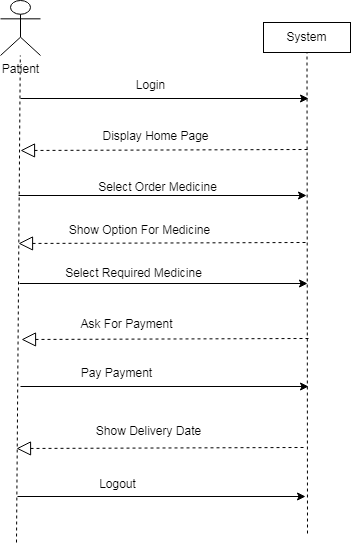 System
Patient
Login
Display Home Page
Select Order Medicine
Show Option For Medicine
Select Required Medicine
Ask For Payment
Pay Payment
Show Delivery Date
Logout